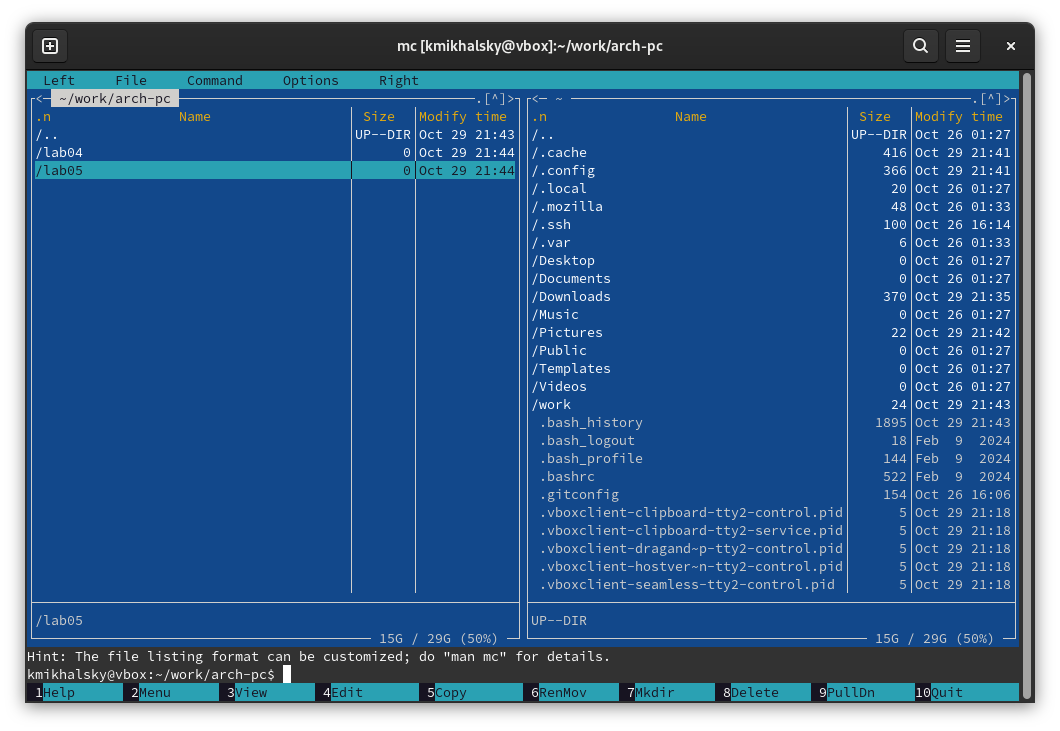 mc [kmikhalsky@vbox]:~/work/arch-pc
Left File Command Options Right
<— ~/work/arch-pc .[^]> <— ~ .[^]>
.n Name Size Modify time .n Name Size Modify time
/.. UP--DIR Oct 29 21:43 /.. UP--DIR Oct 26 01:27
/lab04 0 Oct 29 21:44 /.cache 416 Oct 29 21:41
/lab05 0 Oct 29 21:44 /.config 366 Oct 29 21:41
/.local 20 Oct 26 01:27
/.mozilla 48 Oct 26 01:33
/.ssh 100 Oct 26 16:14
/.var 6 Oct 26 01:33
/Desktop 0 Oct 26 01:27
/Documents 0 Oct 26 01:27
/Downloads 370 Oct 29 21:35
/Music 0 Oct 26 01:27
/Pictures 22 Oct 29 21:42
/Public 0 Oct 26 01:27
/Templates 0 Oct 26 01:27
/Videos 0 Oct 26 01:27
/work 24 Oct 29 21:43
.bash_history 1895 Oct 29 21:43
.bash_logout 18 Feb 9 2024
.bash_profile 144 Feb 9 2024
.bashrc 522 Feb 9 2024
.gitconfig 154 Oct 26 16:06
.vboxclient-clipboard-tty2-control.pid 5 Oct 29 21:18
.vboxclient-clipboard-tty2-service.pid 5 Oct 29 21:18
.vboxclient-dragand~p-tty2-control.pid 5 Oct 29 21:18
.vboxclient-hostver~n-tty2-control.pid 5 Oct 29 21:18
.vboxclient-seamless-tty2-control.pid 5 Oct 29 21:18
/lab05 UP--DIR
15G / 29G (50%) 15G / 29G (50%)
Hint: The file listing format can be customized; do "man mc" for details.
kmikhalsky@vbox:~/work/arch-pc$
1Help 2Menu 3View 4Edit 5Copy 6RenMov 7Mkdir 8Delete 9PullDn 10Quit